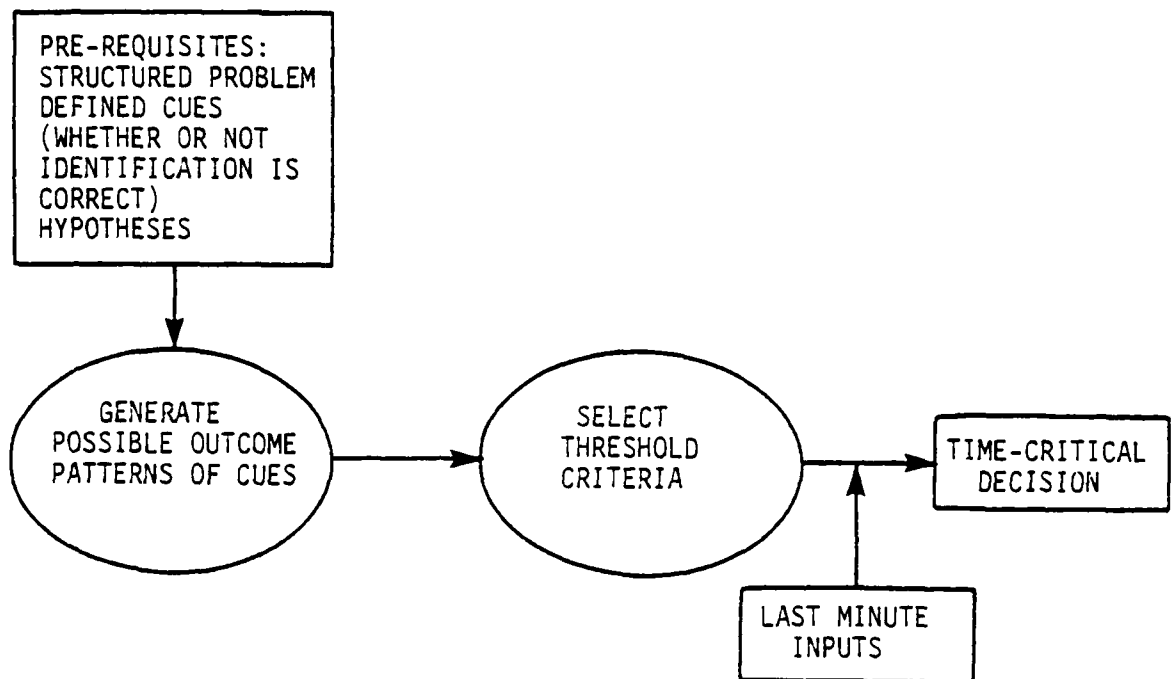 PRE-REQUISITES:
STRUCTURED PROBLEM
DEFINED CUES
(WHETHER OR NOT
IDENTIFICATION IS
CORRECT)
HYPOTHESES
GENERATE
POSSIBLE OUTCOME
PATTERNS OF CUES
SELECT
THRESHOLD
CRITERIA
TIME-CRITICAL
DECISION
LAST MINUTE
INPUTS